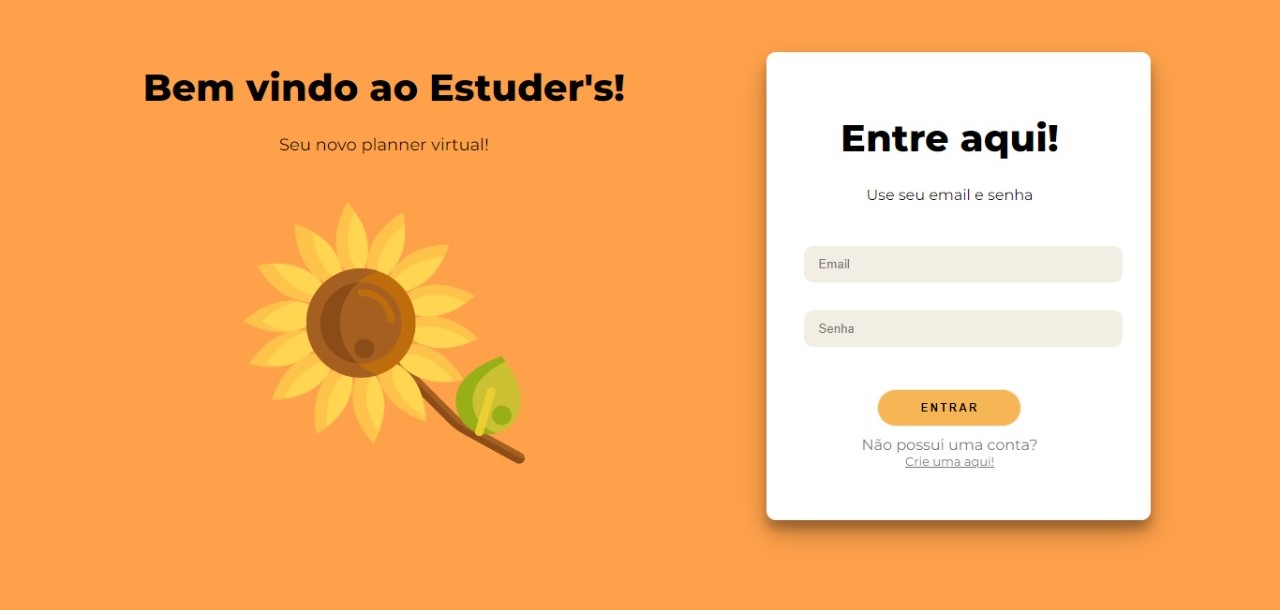 Bem vindo ao Estuder's!
Seu novo planner virtual!
Entre aqui!
Use seu email e senha
Email
Senha
ENTRAR
Não possui uma conta?
Crie uma aqui!